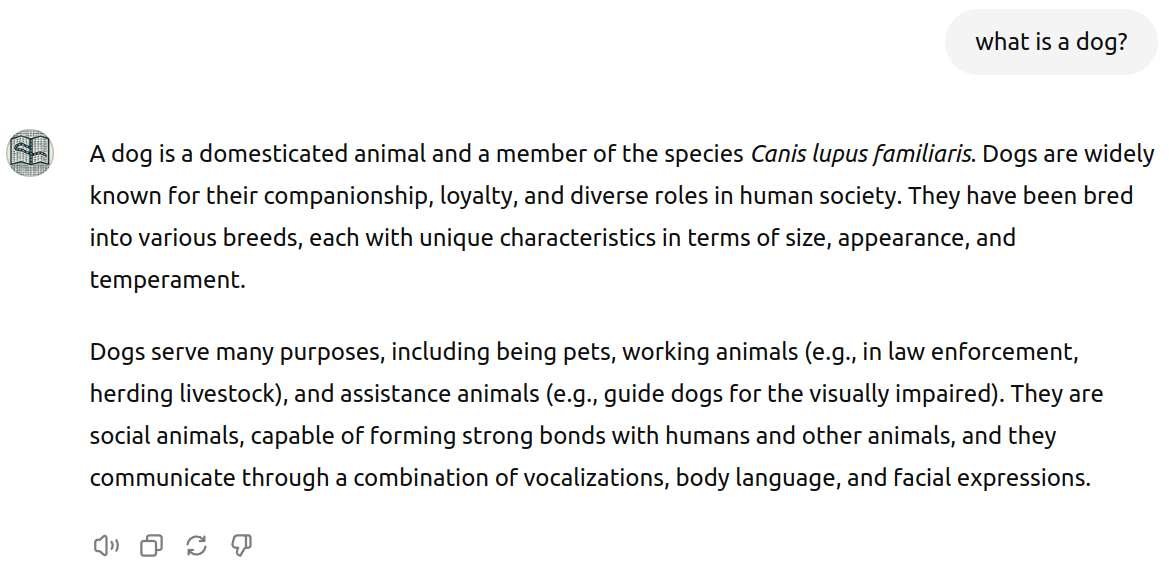 what is a dog?
A dog is a domesticated animal and a member of the species Canis lupus familiaris. Dogs are widely
known for their companionship, loyalty, and diverse roles in human society. They have been bred
into various breeds, each with unique characteristics in terms of size, appearance, and
temperament.
Dogs serve many purposes, including being pets, working animals (e.g., in law enforcement,
herding livestock), and assistance animals (e.g., guide dogs for the visually impaired). They are
social animals, capable of forming strong bonds with humans and other animals, and they
communicate through a combination of vocalizations, body language, and facial expressions.